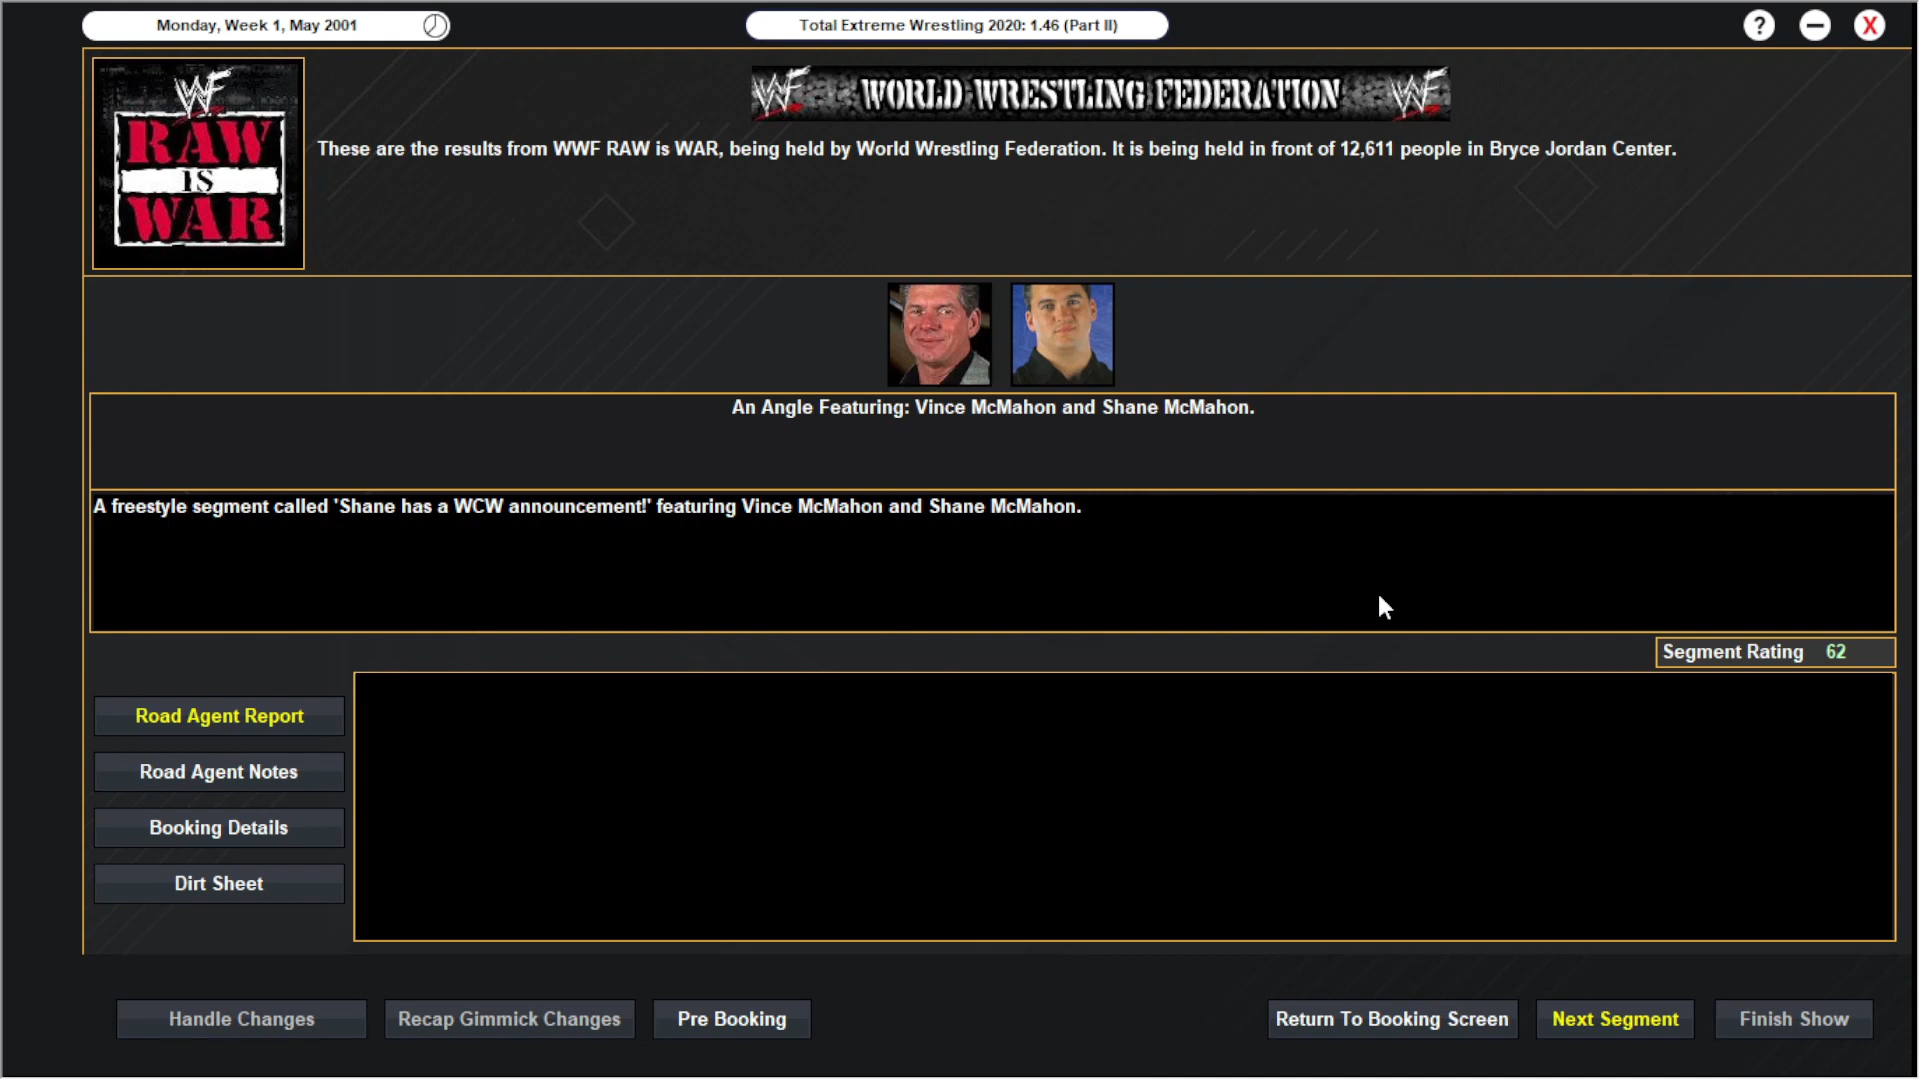 Monday, Week 1, May 2001
Total Extreme Wrestling 2020: 1.46 (Part II)
?
X
WF
RAW
IS
WAR
WF WORLD WRESTLING FEDERATION WF
These are the results from WWF RAW is WAR, being held by World Wrestling Federation. It is being held in front of 12,611 people in Bryce Jordan Center.
An Angle Featuring: Vince McMahon and Shane McMahon.
A freestyle segment called 'Shane has a WCW announcement!' featuring Vince McMahon and Shane McMahon.
Segment Rating 62
Road Agent Report
Road Agent Notes
Booking Details
Dirt Sheet
Handle Changes
Recap Gimmick Changes
Pre Booking
Return To Booking Screen
Next Segment
Finish Show